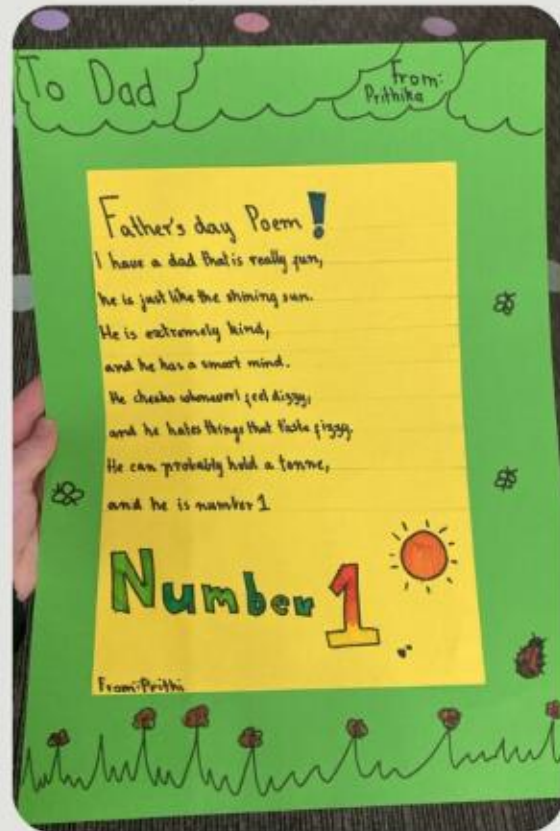 To Dad
From:
Prithika
Father's day Poem!
I have a dad that is really fun,
he is just like the shining sun.
He is extremely kind,
and he has a smart mind.
He checks whenever I feel dizzy,
and he hates things that taste fizzy.
He can probably hold a tonne,
and he is number 1
Number 1
From:Prithi